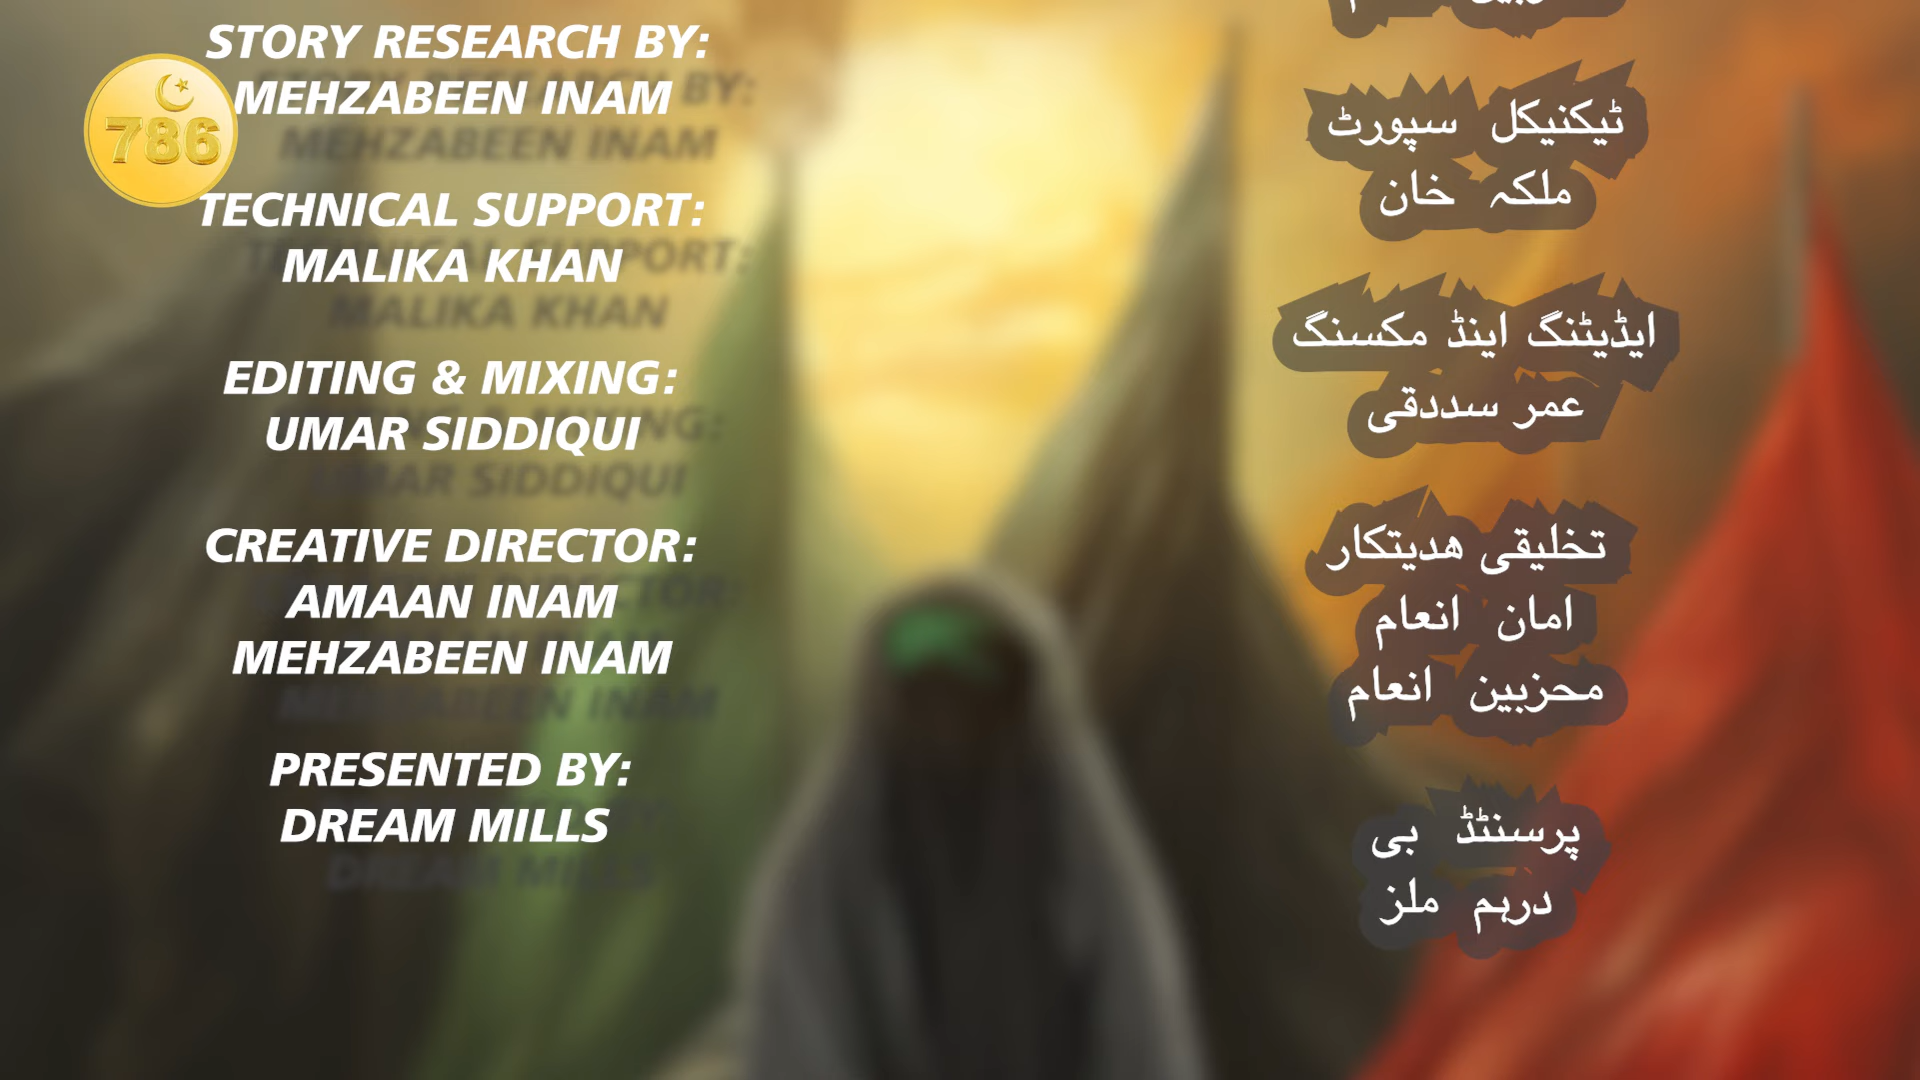 STORY RESEARCH BY:
MEHZABEEN INAM
786
TECHNICAL SUPPORT:
MALIKA KHAN
EDITING & MIXING:
UMAR SIDDIQUI
CREATIVE DIRECTOR:
AMAAN INAM
MEHZABEEN INAM
PRESENTED BY:
DREAM MILLS
ٹیکنیکل سپورٹ
ملکہ خان
ایڈیٹنگ اینڈ مکسنگ
عمر سددقی
تخلیقی ھدیتکار
امان انعام
محزبین انعام
پرسنٹڈ بی
درہم ملز